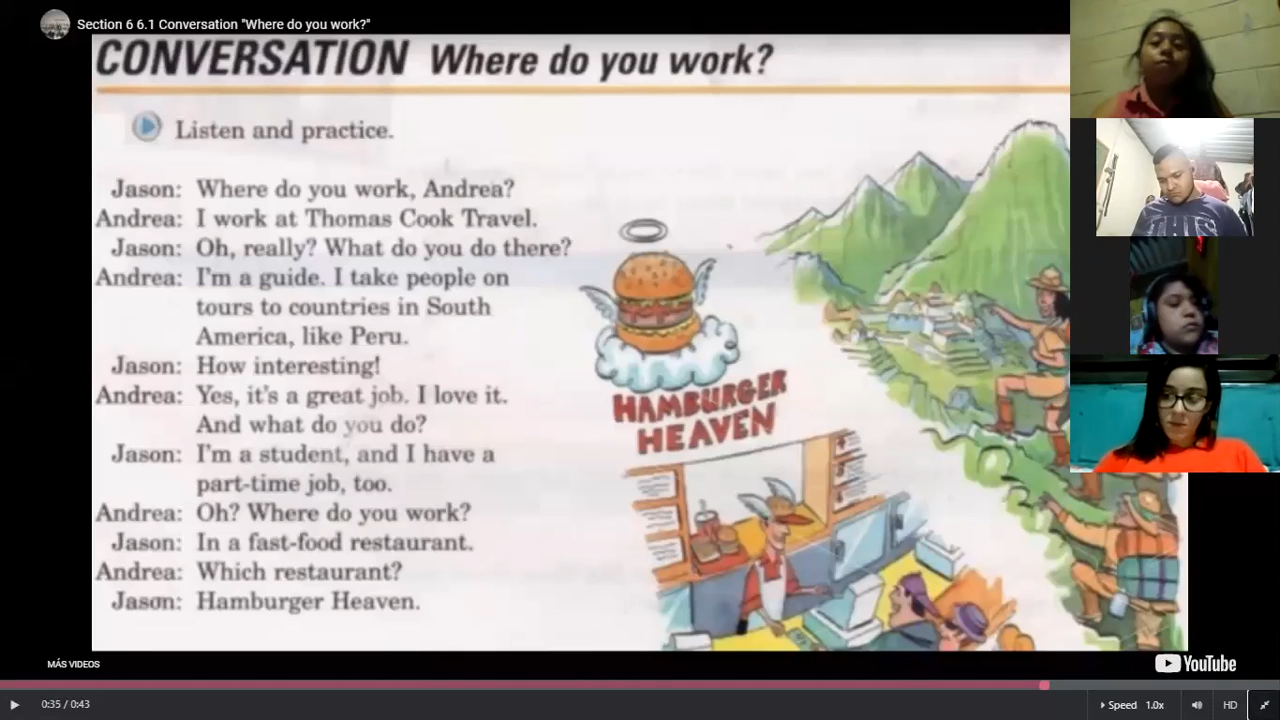 Section 6 6.1 Conversation "Where do you work?"
CONVERSATION Where do you work?
Listen and practice.
Jason: Where do you work, Andrea?
Andrea: I work at Thomas Cook Travel.
Jason: Oh, really? What do you do there?
Andrea: I'm a guide. I take people on
tours to countries in South
America, like Peru.
Jason: How interesting!
Andrea: Yes, it's a great job. I love it.
And what do you do?
Jason: I'm a student, and I have a
part-time job, too.
Andrea: Oh? Where do you work?
Jason: In a fast-food restaurant.
Andrea: Which restaurant?
Jason: Hamburger Heaven.
HAMBURGER
HEAVEN
MÁS VIDEOS
YouTube
0:35 / 0:43
Speed 1.0x
HD